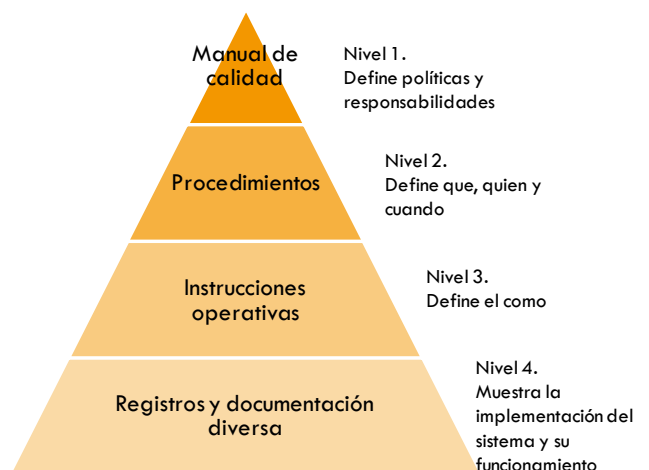 Manual de
calidad
Nivel 1.
Define políticas y
responsabilidades
Procedimientos
Nivel 2.
Define que, quien y
cuando
Instrucciones
operativas
Nivel 3.
Define el como
Registros y documentación
diversa
Nivel 4.
Muestra la
implementación del
sistema y su
funcionamiento